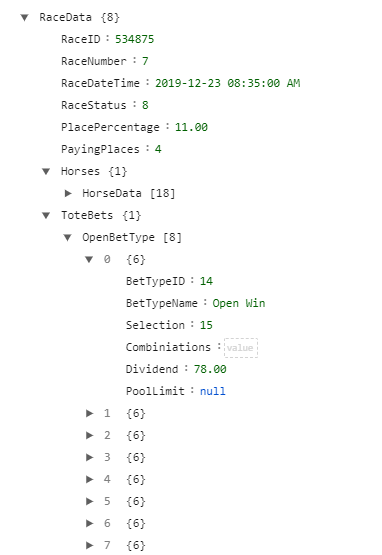 RaceData {8}
RaceID : 534875
RaceNumber : 7
RaceDateTime : 2019-12-23 08:35:00 AM
RaceStatus : 8
PlacePercentage : 11.00
PayingPlaces : 4
Horses {1}
HorseData [18]
ToteBets {1}
OpenBetType [8]
0 {6}
BetTypeID : 14
BetTypeName : Open Win
Selection : 15
Combiniations : value
Dividend : 78.00
PoolLimit : null
1 {6}
2 {6}
3 {6}
4 {6}
5 {6}
6 {6}
7 {6}